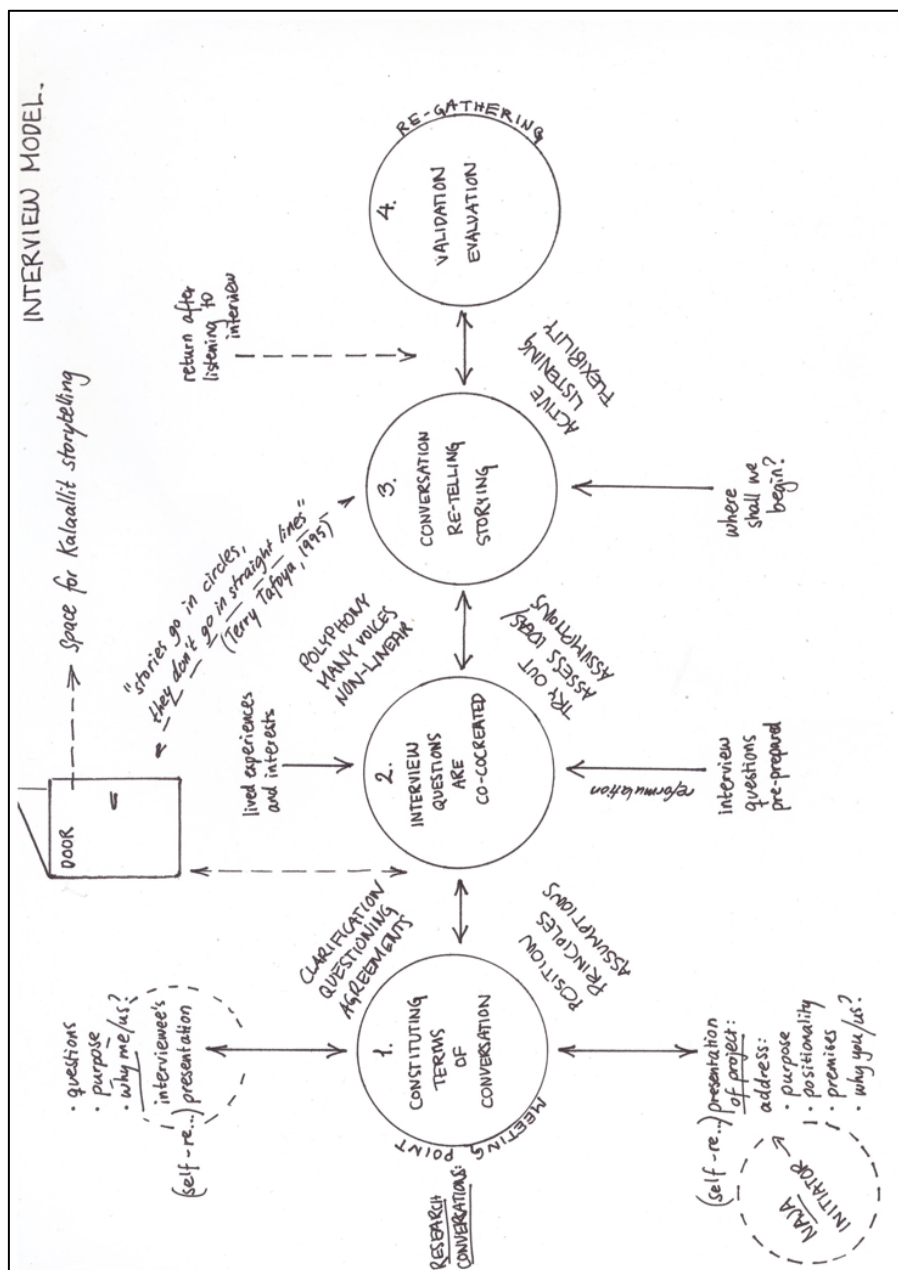 INTERVIEW MODEL.
DOOR
Space for Kalaallit storytelling
"stories go in circles,
they don't go in straight lines"
(Terry Tafoya, 1995)
return after
listening to
interview
RE-GATHERING
4.
VALIDATION
EVALUATION
ACTIVE
LISTENING
FLEXIBILITY
3.
CONVERSATION
RE-TELLING
STORYING
where
shall we
begin?
POLYPHONY
MANY VOICES
NON-LINEAR
TRY OUT
ASSESS IDEAS/
ASSUMPTIONS
lived experiences
and interests
2.
INTERVIEW
QUESTIONS
ARE
CO-COCREATED
reformulation
interview
questions
pre-prepared
CLARIFICATION
QUESTIONING
AGREEMENTS
POSITION
PRINCIPLES
ASSUMPTIONS
• questions
• purpose
• why me/us?
interviewee's
(self-re...) presentation
1.
CONSTITUTING
TERMS
OF
CONVERSATION
MEETING POINT
RESEARCH
CONVERSATIONS:
(self-re...) presentation
of project:
address:
• purpose
• positionality
• premises
• why you/us?
NAJA
INITIATOR